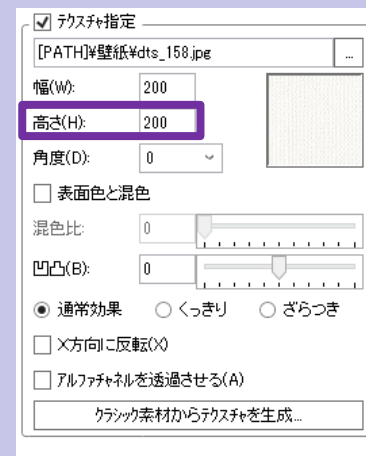 テクスチャ指定
[PATH]¥壁紙¥dts_158.jpg ...
幅(W): 200
高さ(H): 200
角度(D): 0
表面色と混色
混色比: 0
凹凸(B): 0
通常効果 くっきり ざらつき
X方向に反転(X)
アルファチャネルを透過させる(A)
クラシック素材からテクスチャを生成...